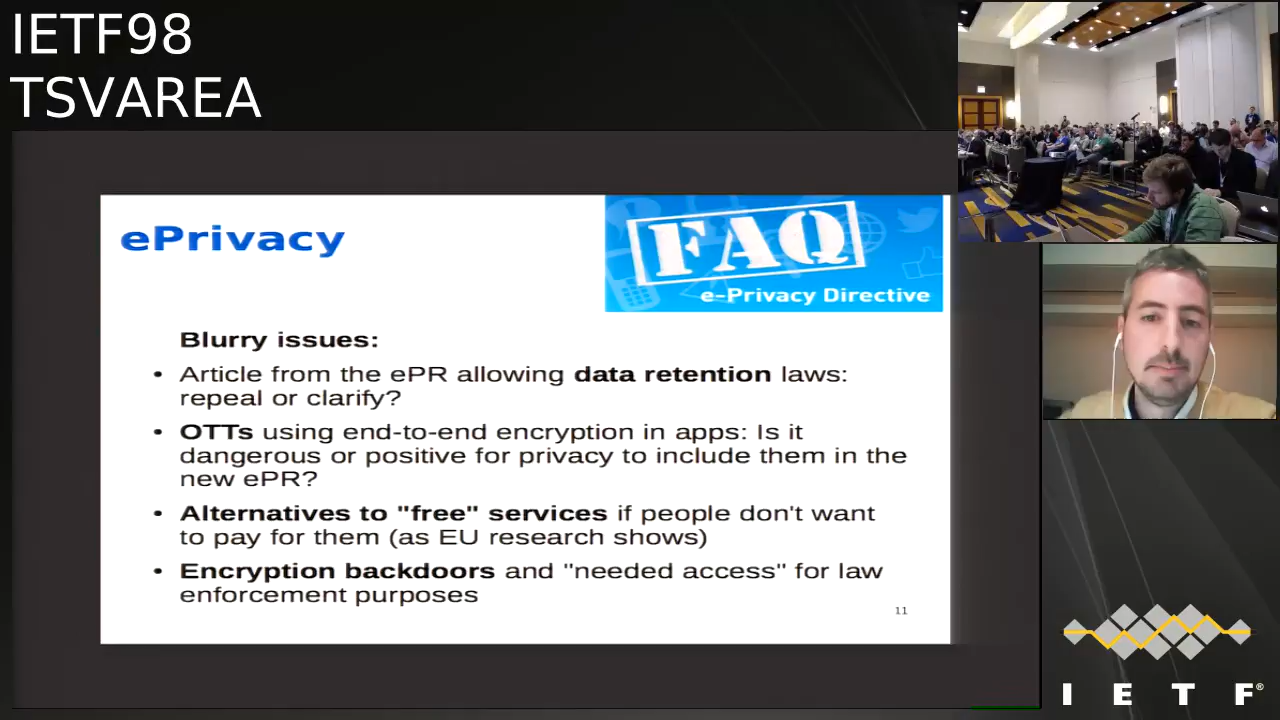 IETF98
TSVAREA
ePrivacy
FAQ
e-Privacy Directive
Blurry issues:
• Article from the ePR allowing data retention laws:
repeal or clarify?
• OTTs using end-to-end encryption in apps: Is it
dangerous or positive for privacy to include them in the
new ePR?
• Alternatives to "free" services if people don't want
to pay for them (as EU research shows)
• Encryption backdoors and "needed access" for law
enforcement purposes
11
I E T F®